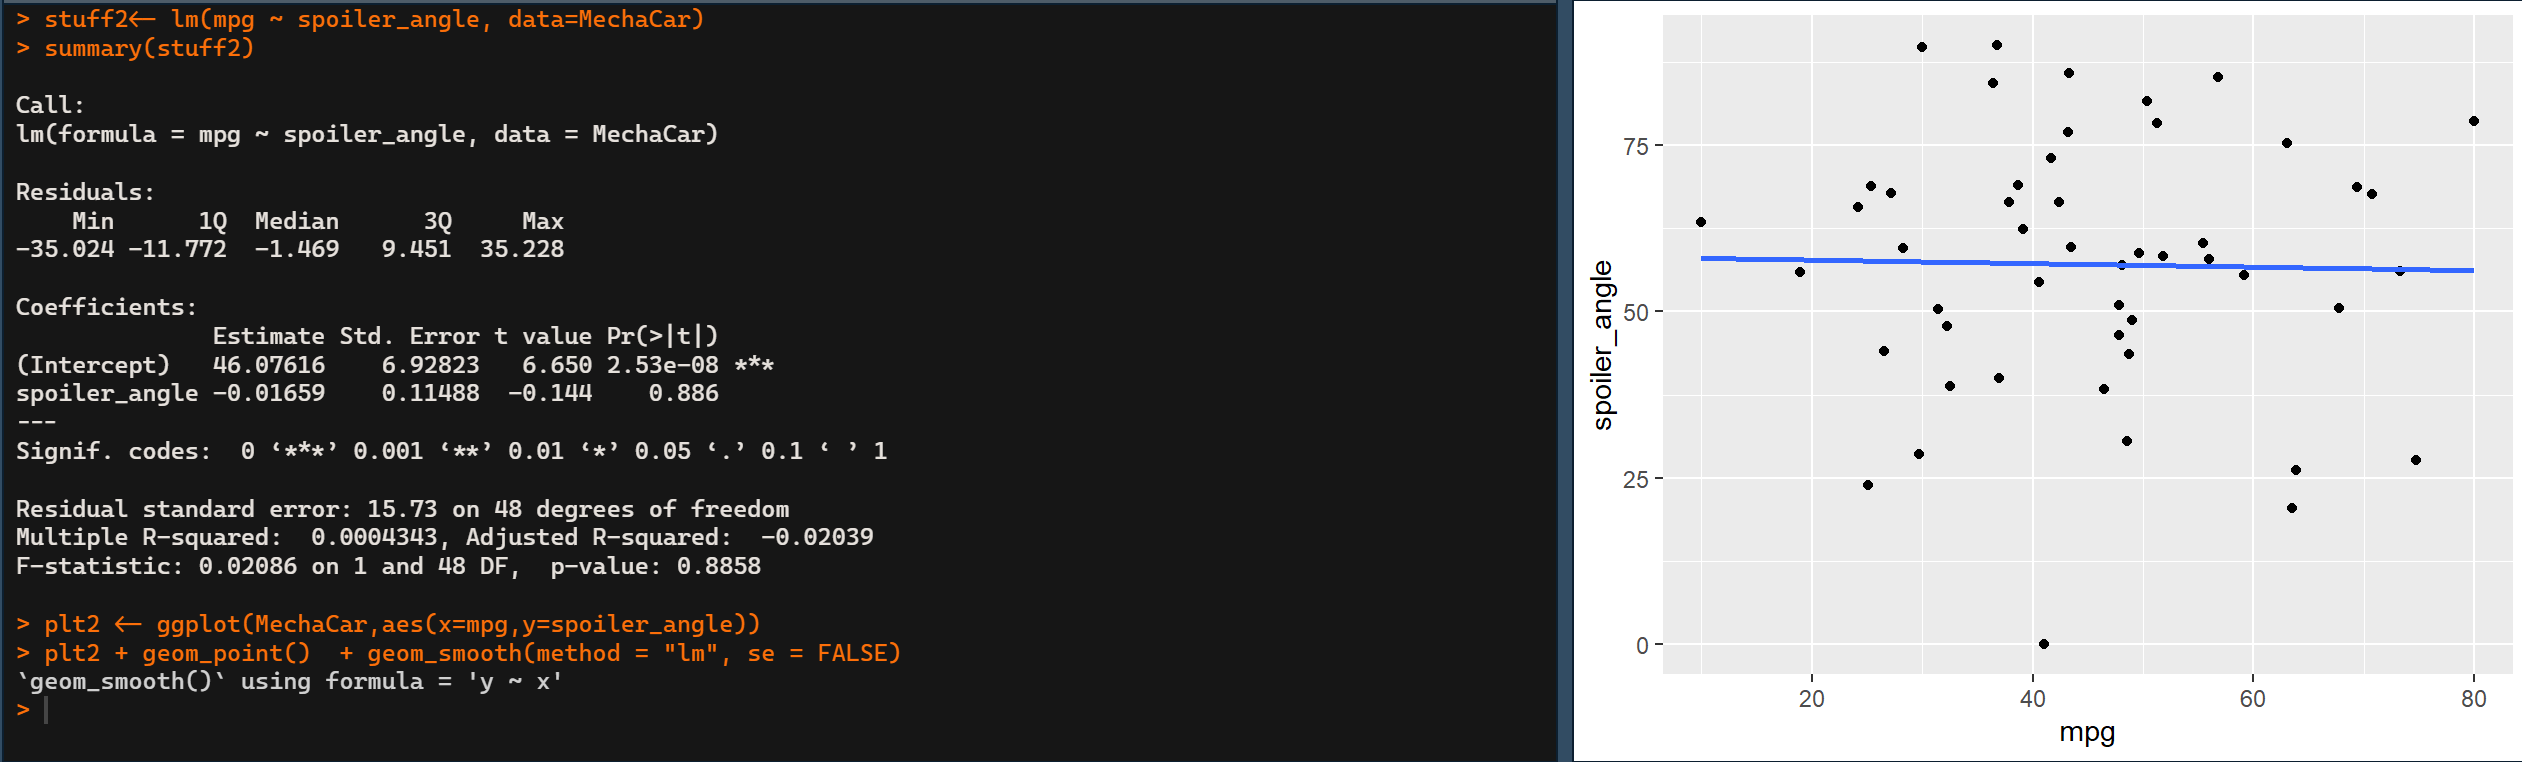 > stuff2<- lm(mpg ~ spoiler_angle, data=MechaCar)
> summary(stuff2)
Call:
lm(formula = mpg ~ spoiler_angle, data = MechaCar)
Residuals:
    Min      1Q  Median      3Q     Max
-35.024 -11.772  -1.469   9.451  35.228
Coefficients:
              Estimate Std. Error t value Pr(>|t|)
(Intercept)   46.07616    6.92823   6.650 2.53e-08 ***
spoiler_angle -0.01659    0.11488  -0.144    0.886
---
Signif. codes:  0 ‘***’ 0.001 ‘**’ 0.01 ‘*’ 0.05 ‘.’ 0.1 ‘ ’ 1
Residual standard error: 15.73 on 48 degrees of freedom
Multiple R-squared:  0.0004343, Adjusted R-squared:  -0.02039
F-statistic: 0.02086 on 1 and 48 DF,  p-value: 0.8858
> plt2 <- ggplot(MechaCar,aes(x=mpg,y=spoiler_angle))
> plt2 + geom_point()  + geom_smooth(method = "lm", se = FALSE)
`geom_smooth()` using formula = 'y ~ x'
>
spoiler_angle
75
50
25
0
20 40 60 80
mpg